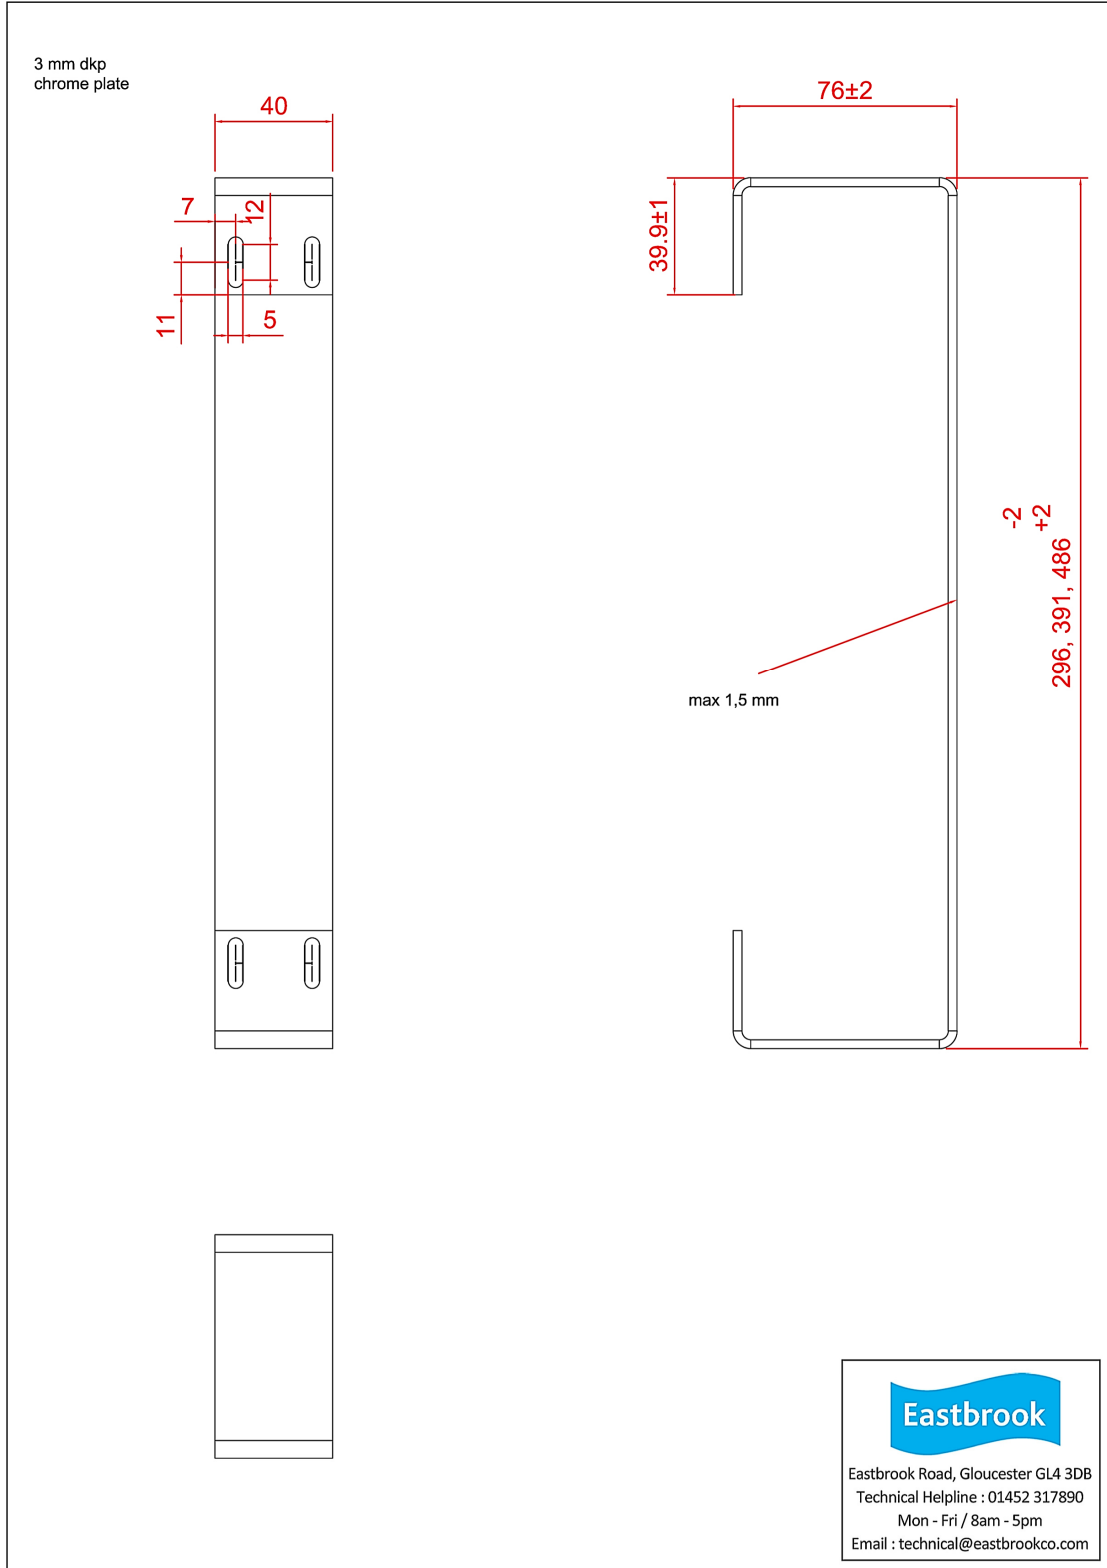 3 mm dkp
chrome plate
40
76±2
7
12
39.9±1
11
5
-2
+2
296, 391, 486
max 1,5 mm
Eastbrook
Eastbrook Road, Gloucester GL4 3DB
Technical Helpline : 01452 317890
Mon - Fri / 8am - 5pm
Email : technical@eastbrookco.com